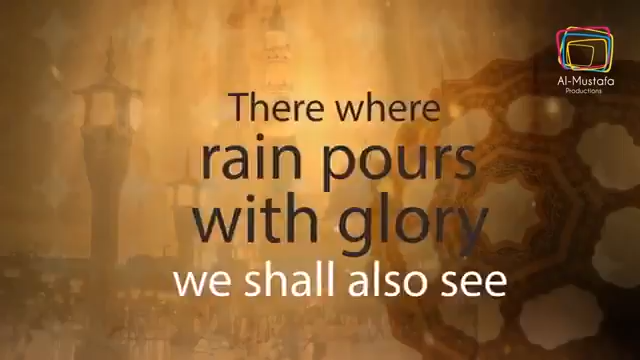 Al-Mustafa
Productions
There where
rain pours
with glory
we shall also see